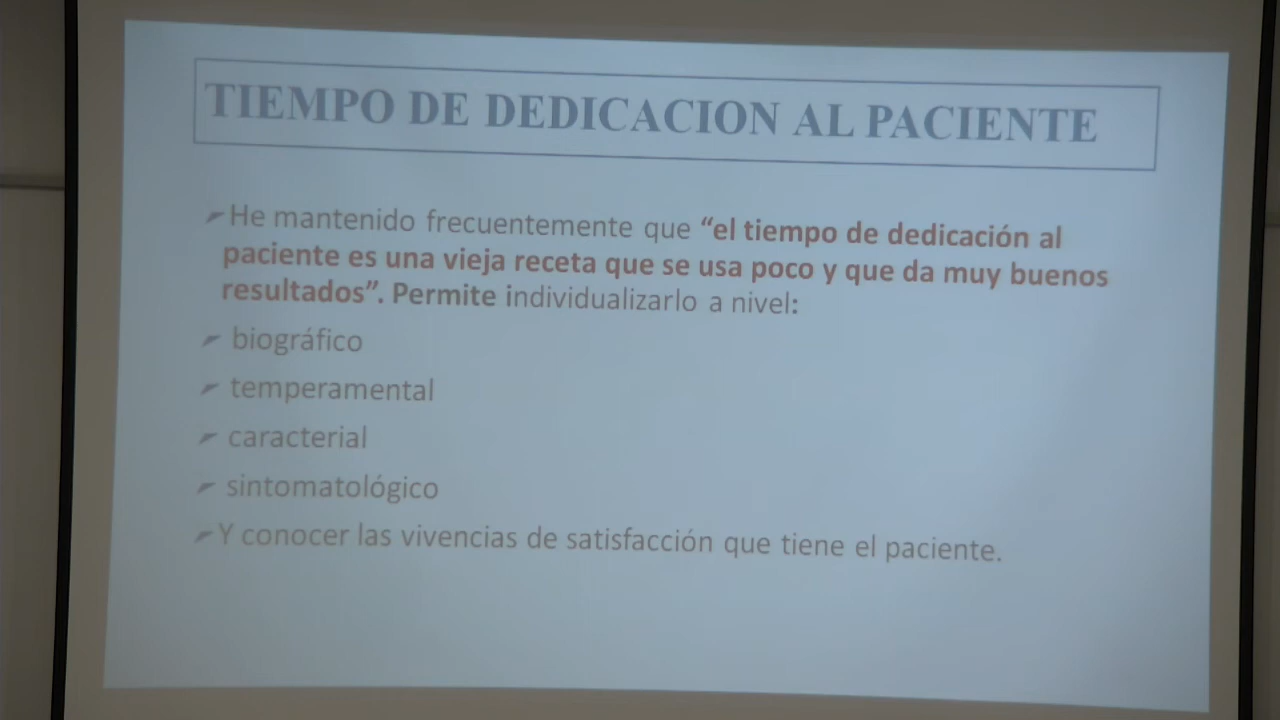 TIEMPO DE DEDICACION AL PACIENTE
He mantenido frecuentemente que “el tiempo de dedicación al
paciente es una vieja receta que se usa poco y que da muy buenos
resultados”. Permite individualizarlo a nivel:
biográfico
temperamental
caracterial
sintomatológico
Y conocer las vivencias de satisfacción que tiene el paciente.